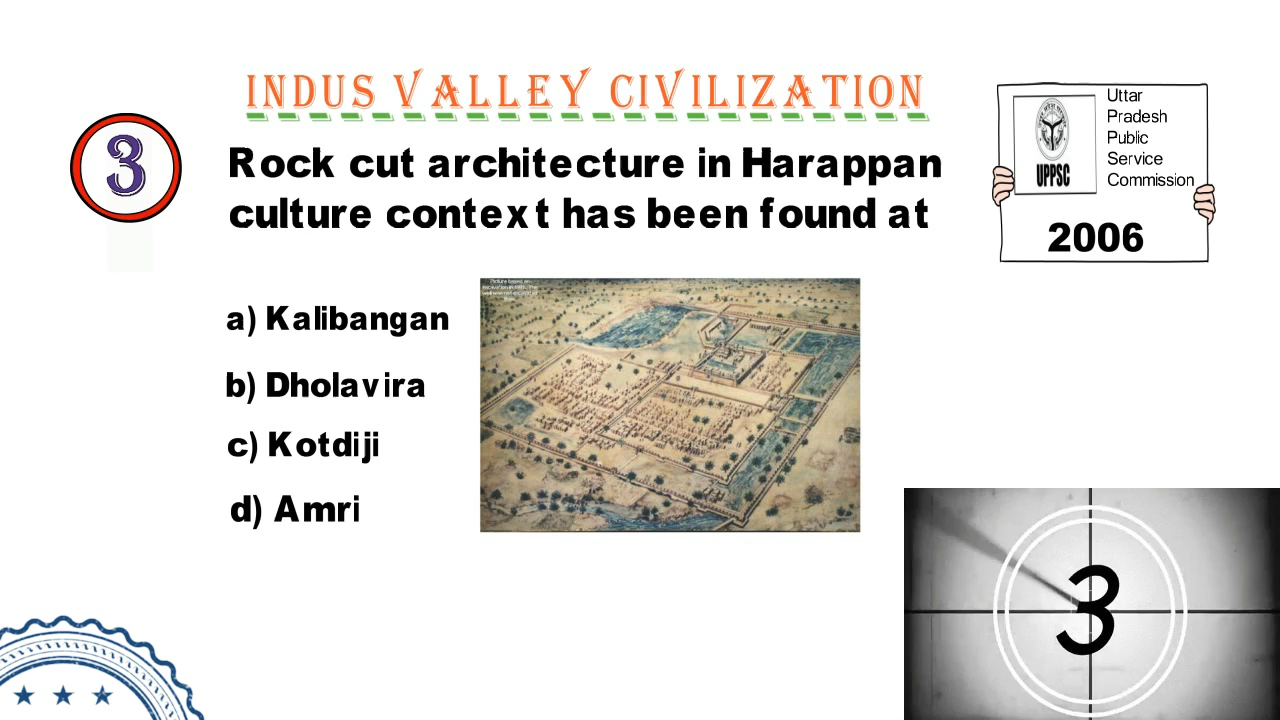 INDUS VALLEY CIVILIZATION
3
Rock cut architecture in Harappan
culture context has been found at
Uttar
Pradesh
Public
Service
Commission
UPPSC
2006
a) Kalibangan
b) Dholavira
c) Kotdiji
d) Amri
3